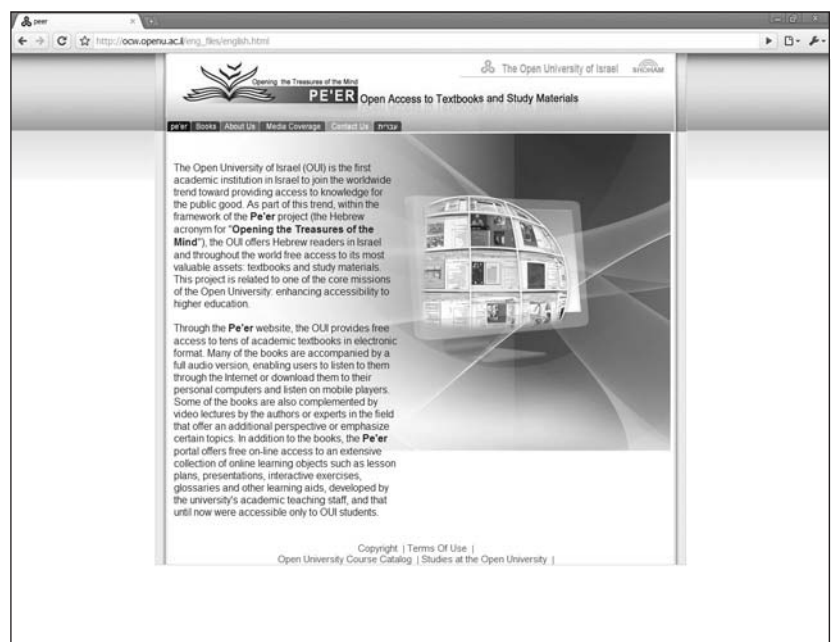 peer
http://ocw.openu.ac.il/eng_files/english.html
The Open University of Israel
SHOHAM
Opening the Treasures of the Mind
PE'ER Open Access to Textbooks and Study Materials
pe'er Books About Us Media Coverage Contact Us עברית
The Open University of Israel (OUI) is the first
academic institution in Israel to join the worldwide
trend toward providing access to knowledge for
the public good. As part of this trend, within the
framework of the Pe'er project (the Hebrew
acronym for "Opening the Treasures of the
Mind"), the OUI offers Hebrew readers in Israel
and throughout the world free access to its most
valuable assets: textbooks and study materials.
This project is related to one of the core missions
of the Open University: enhancing accessibility to
higher education.
Through the Pe'er website, the OUI provides free
access to tens of academic textbooks in electronic
format. Many of the books are accompanied by a
full audio version, enabling users to listen to them
through the Internet or download them to their
personal computers and listen on mobile players.
Some of the books are also complemented by
video lectures by the authors or experts in the field
that offer an additional perspective or emphasize
certain topics. In addition to the books, the Pe'er
portal offers free on-line access to an extensive
collection of online learning objects such as lesson
plans, presentations, interactive exercises,
glossaries and other learning aids, developed by
the university's academic teaching staff, and that
until now were accessible only to OUI students.
Copyright | Terms Of Use |
Open University Course Catalog | Studies at the Open University |